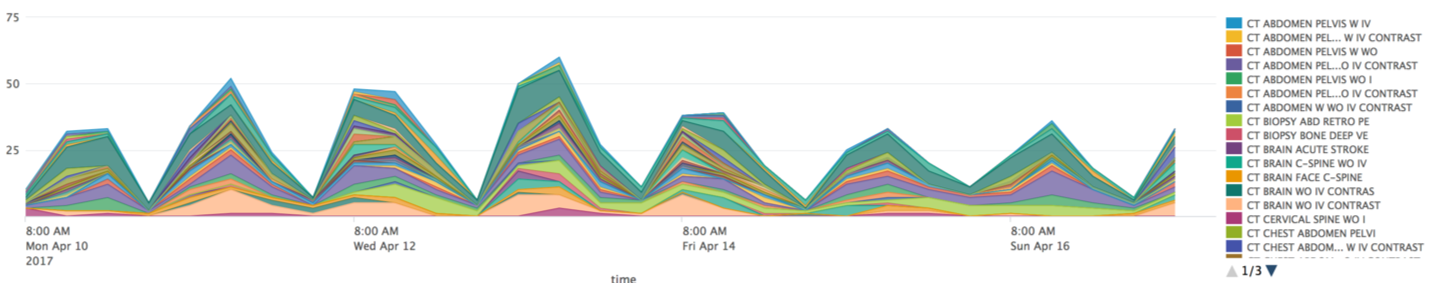 75
50
25
8:00 AM
Mon Apr 10
2017
8:00 AM
Wed Apr 12
8:00 AM
Fri Apr 14
8:00 AM
Sun Apr 16
time
CT ABDOMEN PELVIS W IV
CT ABDOMEN PEL... W IV CONTRAST
CT ABDOMEN PELVIS W WO
CT ABDOMEN PEL...O IV CONTRAST
CT ABDOMEN PELVIS WO I
CT ABDOMEN PEL...O IV CONTRAST
CT ABDOMEN W WO IV CONTRAST
CT BIOPSY ABD RETRO PE
CT BIOPSY BONE DEEP VE
CT BRAIN ACUTE STROKE
CT BRAIN C-SPINE WO IV
CT BRAIN FACE C-SPINE
CT BRAIN WO IV CONTRAS
CT BRAIN WO IV CONTRAST
CT CERVICAL SPINE WO I
CT CHEST ABDOMEN PELVI
CT CHEST ABDOM... W IV CONTRAST
1/3